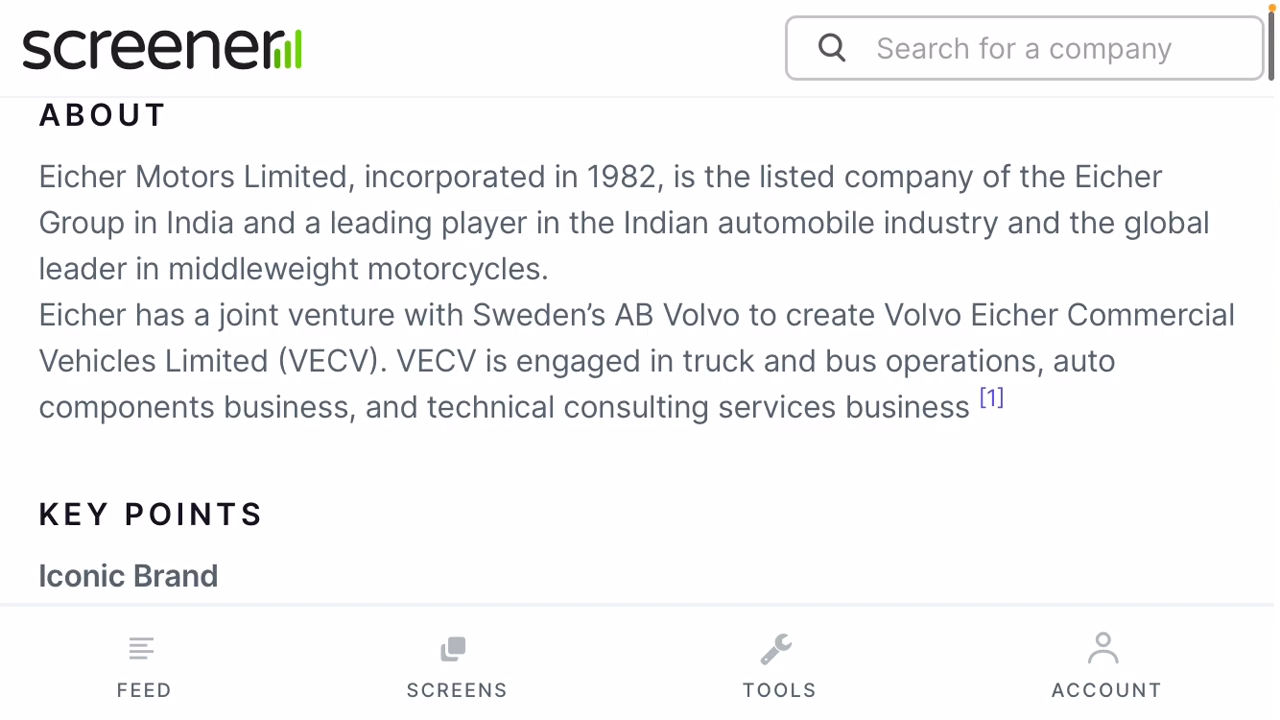 screener
Search for a company
ABOUT
Eicher Motors Limited, incorporated in 1982, is the listed company of the Eicher
Group in India and a leading player in the Indian automobile industry and the global
leader in middleweight motorcycles.
Eicher has a joint venture with Sweden’s AB Volvo to create Volvo Eicher Commercial
Vehicles Limited (VECV). VECV is engaged in truck and bus operations, auto
components business, and technical consulting services business [1]
KEY POINTS
Iconic Brand
FEED
SCREENS
TOOLS
ACCOUNT